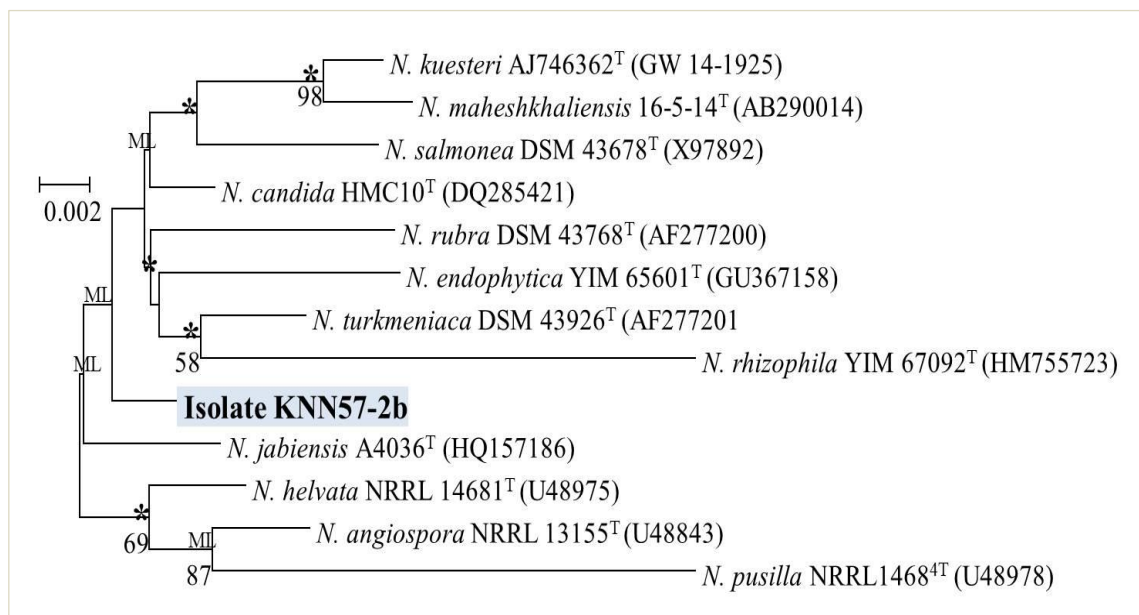 *
N. kuesteri AJ746362ᵀ (GW 14-1925)
98
*
N. maheshkhaliensis 16-5-14ᵀ (AB290014)
ML
N. salmonea DSM 43678ᵀ (X97892)
N. candida HMC10ᵀ (DQ285421)
0.002
N. rubra DSM 43768ᵀ (AF277200)
*
N. endophytica YIM 65601ᵀ (GU367158)
ML
N. turkmeniaca DSM 43926ᵀ (AF277201
*
58
N. rhizophila YIM 67092ᵀ (HM755723)
ML
Isolate KNN57-2b
N. jabiensis A4036ᵀ (HQ157186)
N. helvata NRRL 14681ᵀ (U48975)
*
69
N. angiospora NRRL 13155ᵀ (U48843)
ML
87
N. pusilla NRRL1468⁴ᵀ (U48978)